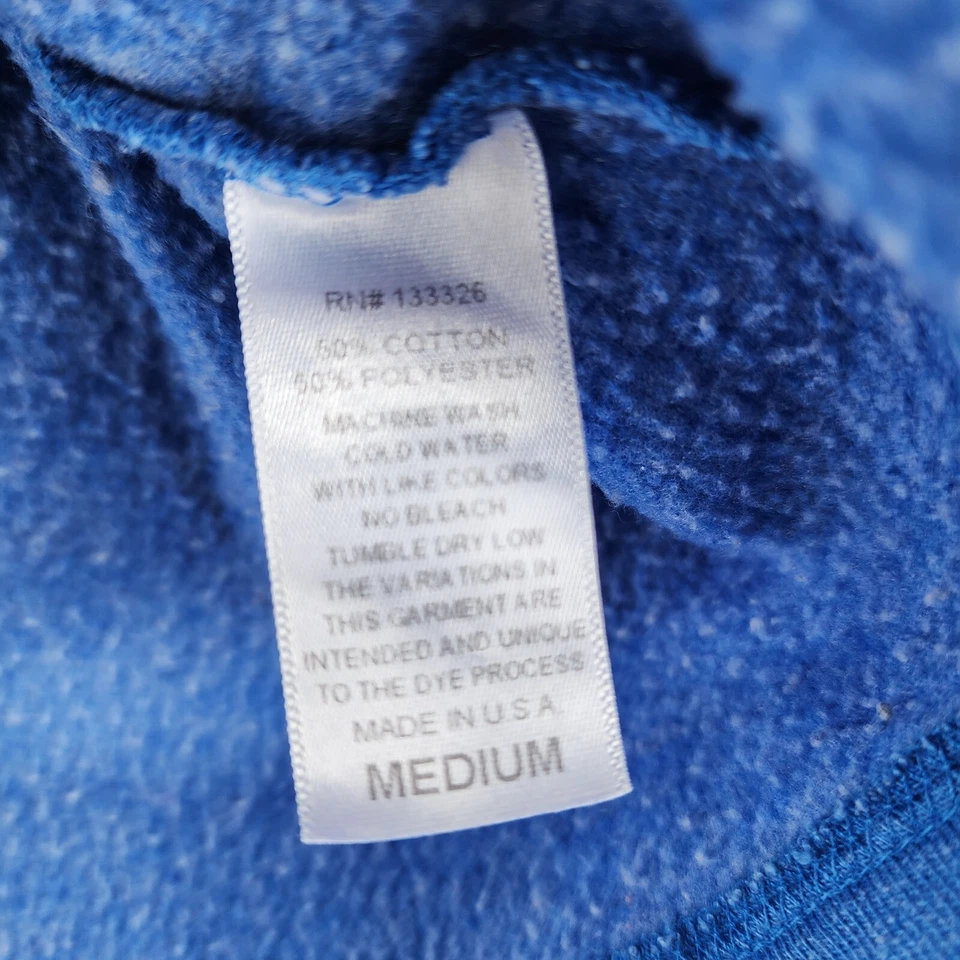 RN# 133326
50% COTTON
50% POLYESTER
MACHINE WASH
COLD WATER
WITH LIKE COLORS
NO BLEACH
TUMBLE DRY LOW
THE VARIATIONS IN
THIS GARMENT ARE
INTENDED AND UNIQUE
TO THE DYE PROCESS
MADE IN U.S.A.
MEDIUM